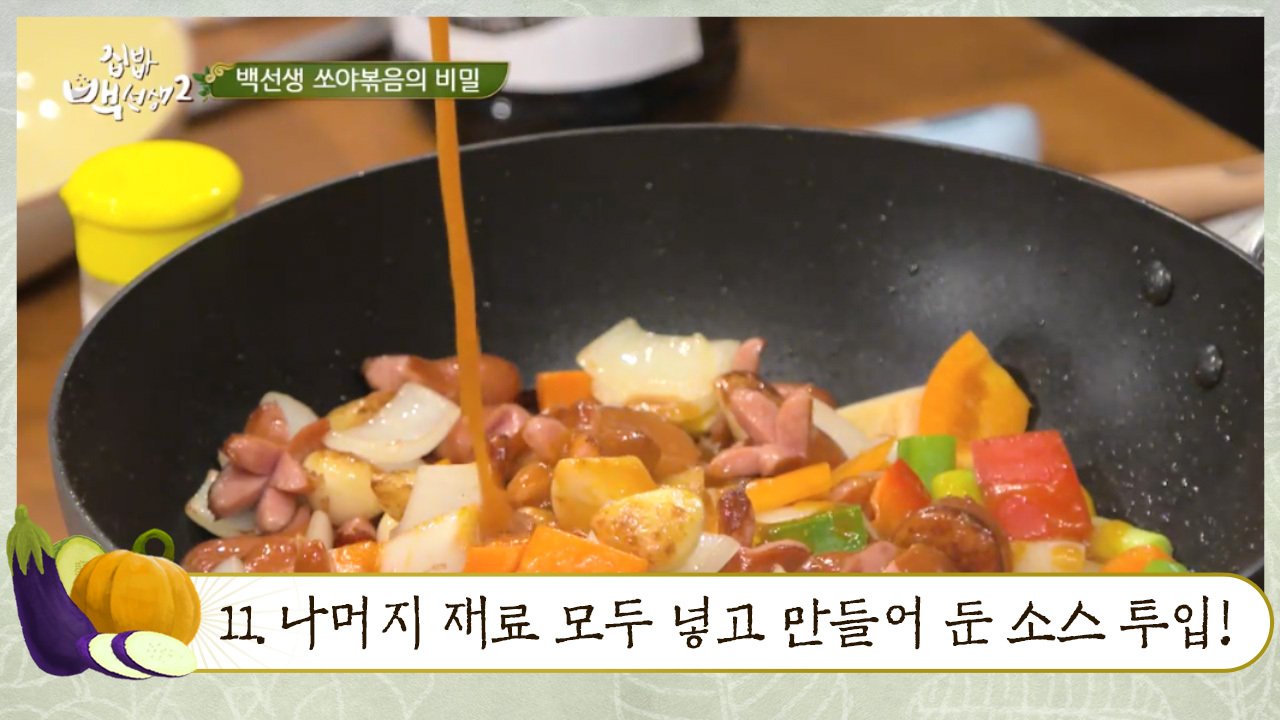 집밥
백선생2
백선생 쏘야볶음의 비밀
11. 나머지 재료 모두 넣고 만들어 둔 소스 투입!